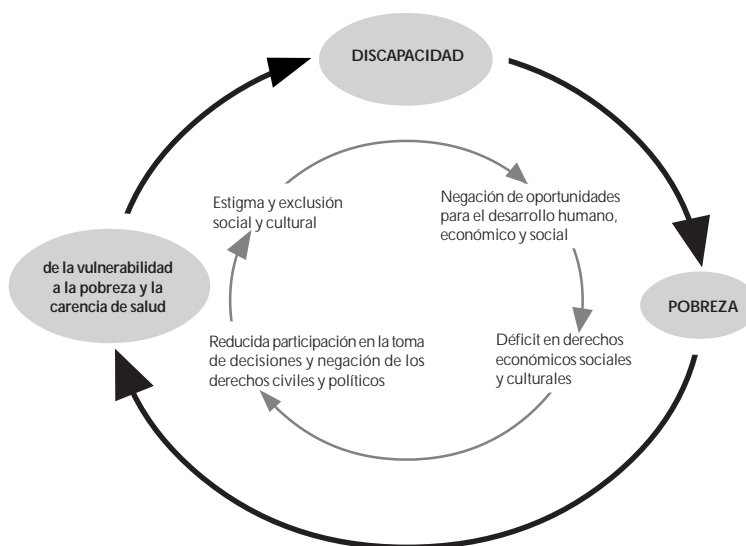 DISCAPACIDAD
Estigma y exclusión
social y cultural
Negación de oportunidades
para el desarrollo humano,
económico y social
de la vulnerabilidad
a la pobreza y la
carencia de salud
POBREZA
Reducida participación en la toma
de decisiones y negación de los
derechos civiles y políticos
Déficit en derechos
económicos sociales
y culturales